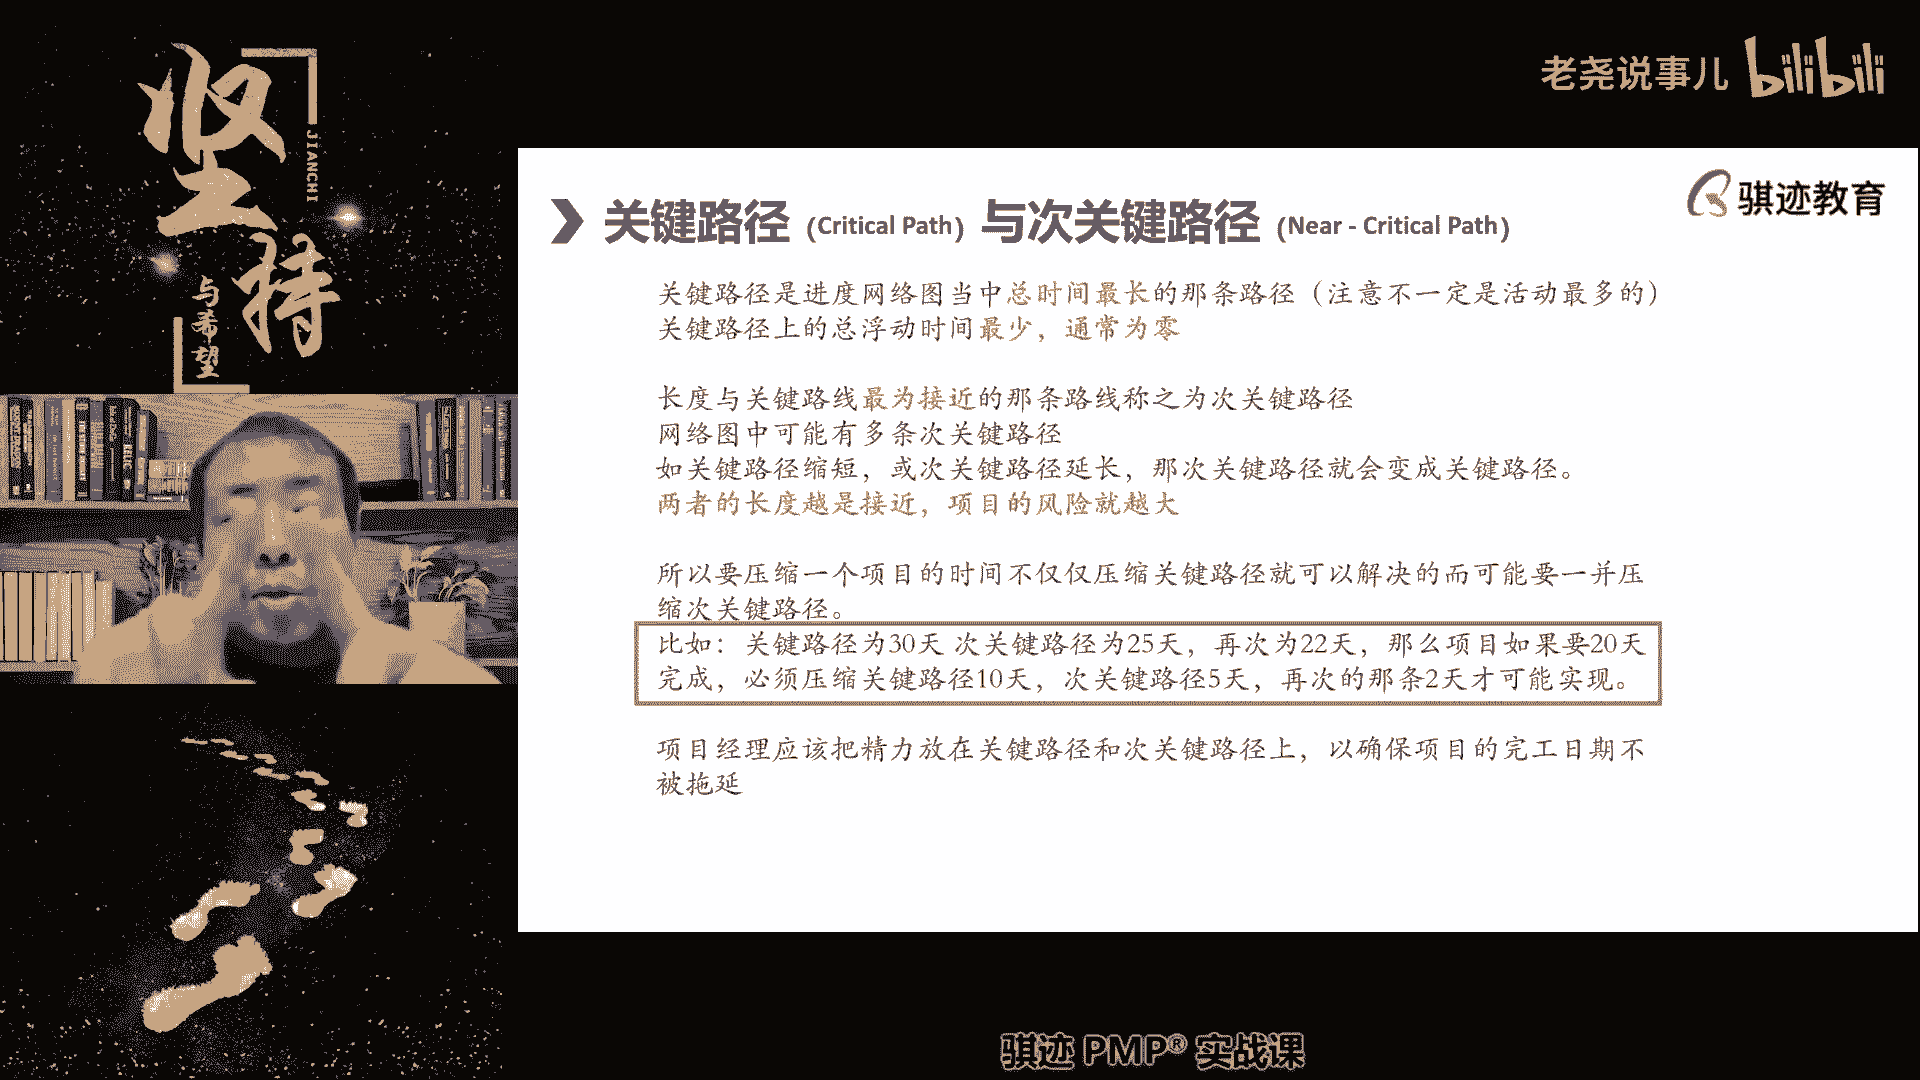 坚持
JIANCHI
与希望
老尧说事儿 bilibili
骐迹教育
关键路径 (Critical Path) 与次关键路径 (Near - Critical Path)
关键路径是进度网络图当中总时间最长的那条路径（注意不一定是活动最多的）
关键路径上的总浮动时间最少，通常为零
长度与关键路线最为接近的那条路线称之为次关键路径
网络图中可能有多条次关键路径
如关键路径缩短，或次关键路径延长，那次关键路径就会变成关键路径。
两者的长度越是接近，项目的风险就越大
所以要压缩一个项目的时间不仅仅压缩关键路径就可以解决的而可能要一并压
缩次关键路径。
比如：关键路径为30天 次关键路径为25天，再次为22天，那么项目如果要20天
完成，必须压缩关键路径10天，次关键路径5天，再次的那条2天才可能实现。
项目经理应该把精力放在关键路径和次关键路径上，以确保项目的完工日期不
被拖延
骐迹 PMP® 实战课